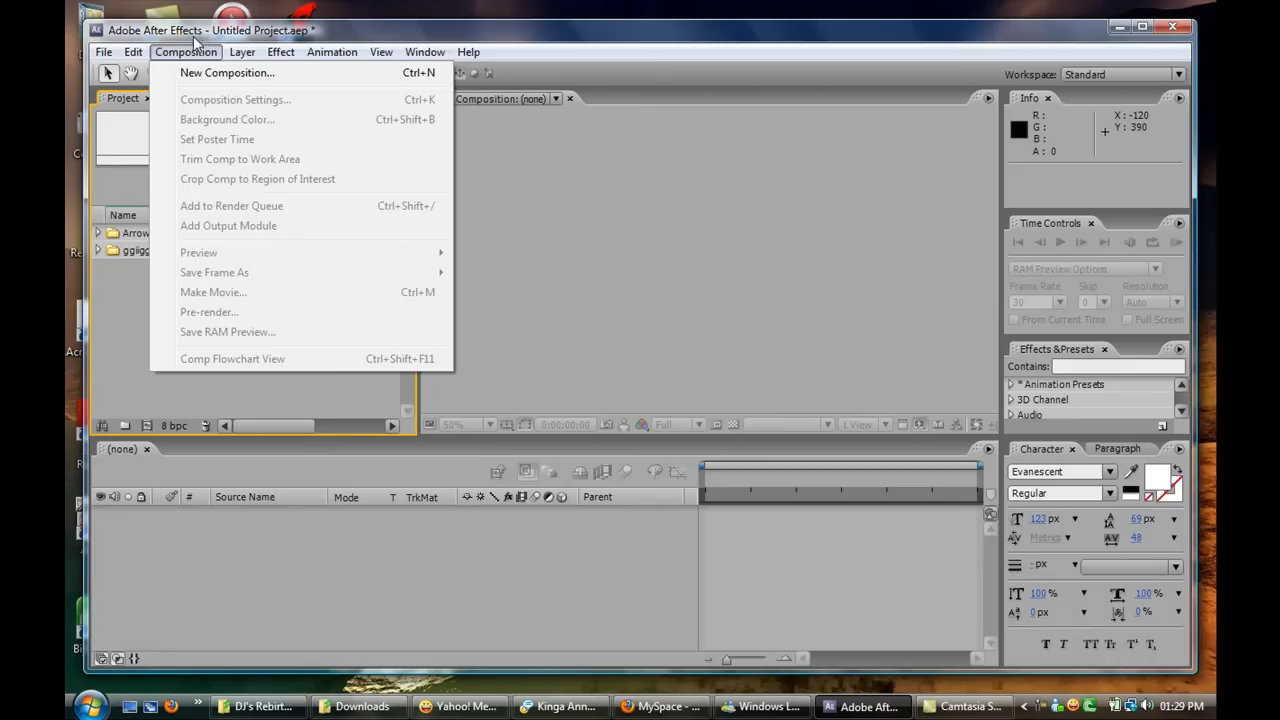 Adobe After Effects - Untitled Project.aep *
File Edit Composition Layer Effect Animation View Window Help
New Composition... Ctrl+N
Composition Settings... Ctrl+K
Background Color... Ctrl+Shift+B
Set Poster Time
Trim Comp to Work Area
Crop Comp to Region of Interest
Add to Render Queue Ctrl+Shift+/
Add Output Module
Preview
Save Frame As
Make Movie... Ctrl+M
Pre-render...
Save RAM Preview...
Comp Flowchart View Ctrl+Shift+F11
Workspace: Standard
Project
Name
Arrow
8 bpc
Composition: (none)
50% 0:00:00:00 Full 1 View
Info
R:
G:
B:
A: 0
X: -120
Y: 390
Time Controls
RAM Preview Options
Frame Rate Skip Resolution
30 0 Auto
From Current Time Full Screen
Effects & Presets
Contains:
* Animation Presets
3D Channel
Audio
(none)
# Source Name Mode T TrkMat Parent
Character Paragraph
Evanescent
Regular
123 px 69 px
Metrics 48
- px
100 % 100 %
0 px 0 %
T T TT Tr T¹ T₁
DJ's Rebirt... Downloads Yahoo! Me... Kinga Ann... MySpace - ... Windows L... Adobe Aft... Camtasia S... 01:29 PM